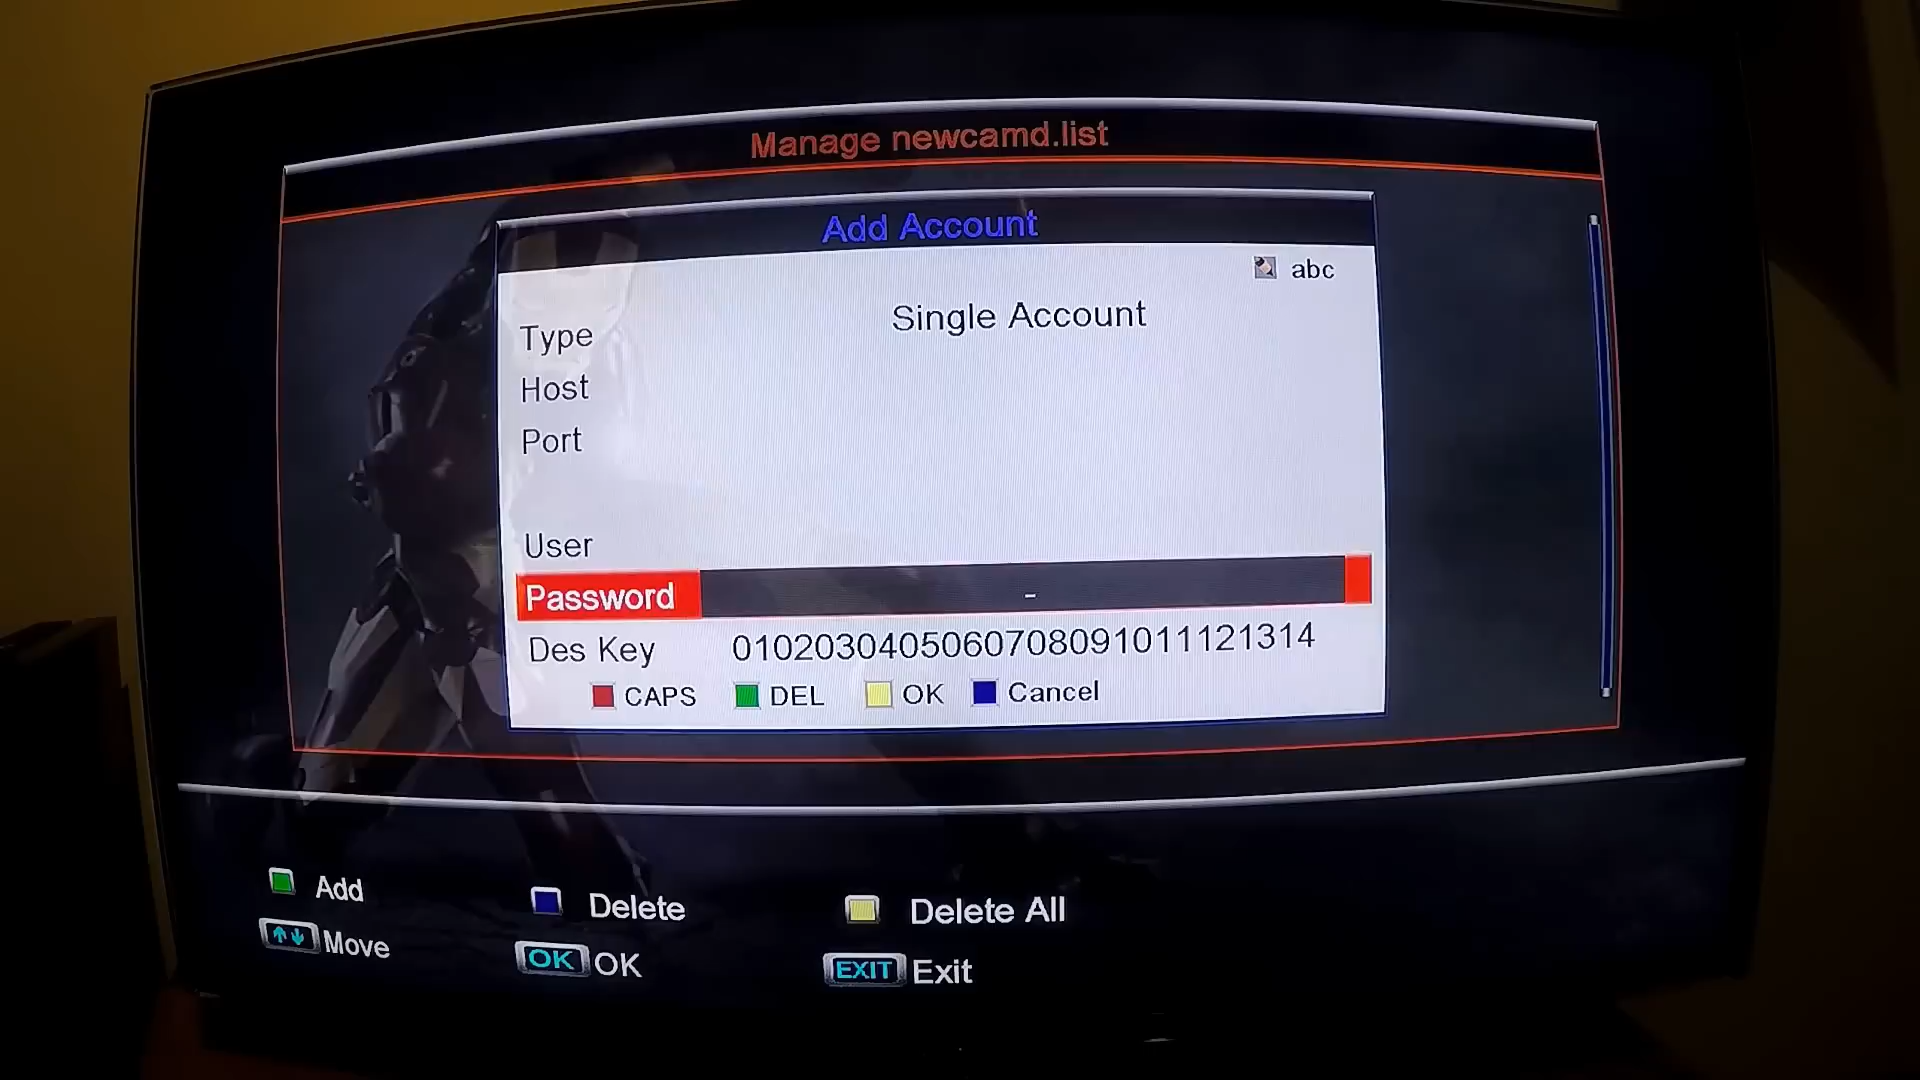 Manage newcamd.list
Add Account
abc
Type Single Account
Host
Port
User
Password _
Des Key 0102030405060708091011121314
CAPS DEL OK Cancel
Add Delete Delete All
Move OK OK EXIT Exit